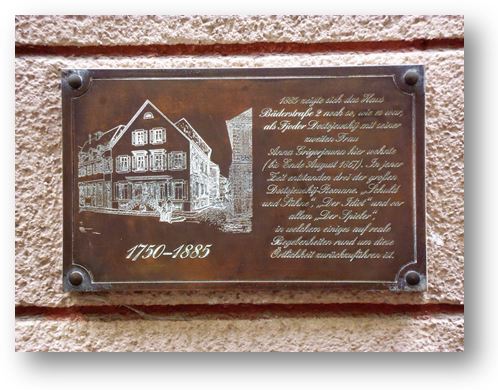 1885 zeigte sich das Haus
Bäderstraße 2 noch so, wie es war,
als Fjodor Dostojewskij mit seiner
zweiten Frau
Anna Grigorjewna hier wohnte
(bis Ende August 1867). In jener
Zeit entstanden drei der großen
Dostojewskij-Romane, „Schuld
und Sühne", „Der Idiot" und vor
allem „Der Spieler",
in welchem einiges auf reale
Begebenheiten rund um diese
Örtlichkeit zurückzuführen ist.
1750–1885